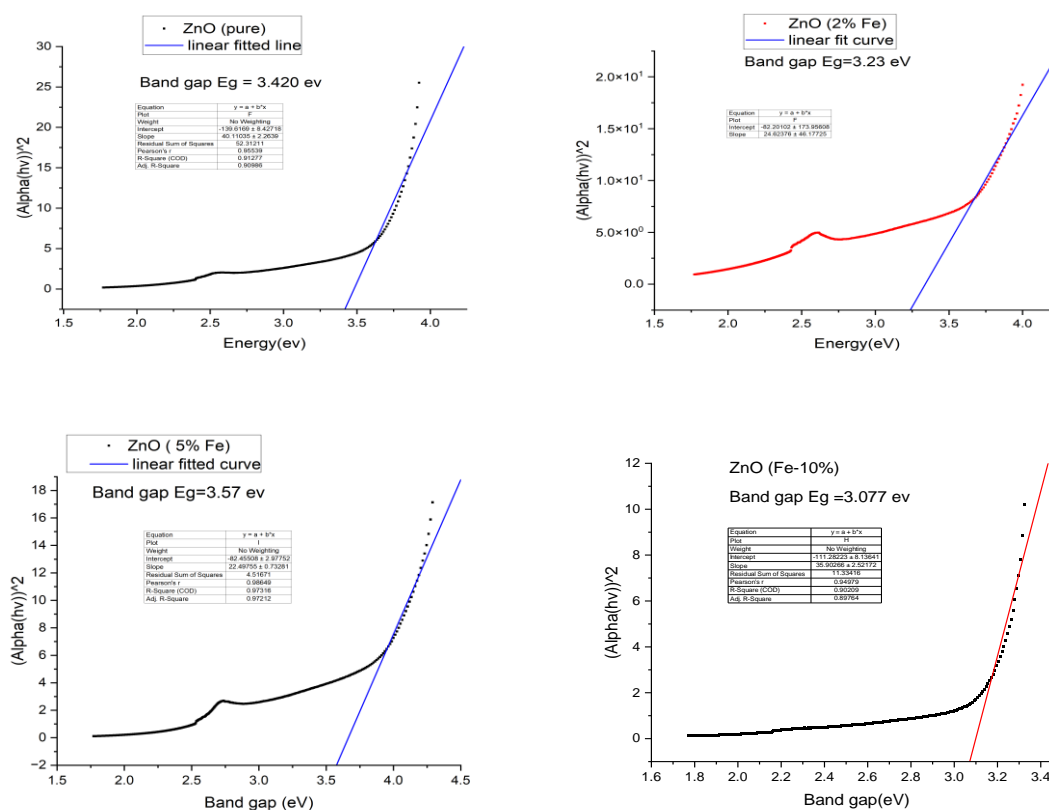 ZnO (pure)
linear fitted line
Band gap Eg = 3.420 ev
Equation y = a + b*x
Plot F
Weight No Weighting
Intercept -139.6169 ± 8.42718
Slope 40.11035 ± 2.2639
Residual Sum of Squares 52.31211
Pearson's r 0.95539
R-Square (COD) 0.91277
Adj. R-Square 0.90986
(Alpha(hv))^2
30
25
20
15
10
5
0
1.5 2.0 2.5 3.0 3.5 4.0
Energy(ev)
ZnO (2% Fe)
linear fit curve
Band gap Eg=3.23 eV
Equation y = a + b*x
Plot F
Intercept -82.20102 ± 173.95608
Slope 24.62376 ± 46.17725
(Alpha(hv))^2
2.0×10¹
1.5×10¹
1.0×10¹
5.0×10⁰
0.0
1.5 2.0 2.5 3.0 3.5 4.0
Energy(eV)
ZnO ( 5% Fe)
linear fitted curve
Band gap Eg=3.57 ev
Equation y = a + b*x
Plot I
Weight No Weighting
Intercept -82.45508 ± 2.97752
Slope 22.49755 ± 0.73281
Residual Sum of Squares 4.51671
Pearson's r 0.98649
R-Square (COD) 0.97316
Adj. R-Square 0.97212
(Alpha(hv))^2
18
16
14
12
10
8
6
4
2
0
−2
1.5 2.0 2.5 3.0 3.5 4.0 4.5
Band gap (eV)
ZnO (Fe-10%)
Band gap Eg =3.077 ev
Equation y = a + b*x
Plot H
Weight No Weighting
Intercept -111.28223 ± 8.13641
Slope 35.90266 ± 2.52172
Residual Sum of Squares 11.33416
Pearson's r 0.94979
R-Square (COD) 0.90209
Adj. R-Square 0.89764
(Alpha(hv))^2
12
10
8
6
4
2
0
1.6 1.8 2.0 2.2 2.4 2.6 2.8 3.0 3.2 3.4
Band gap(eV)